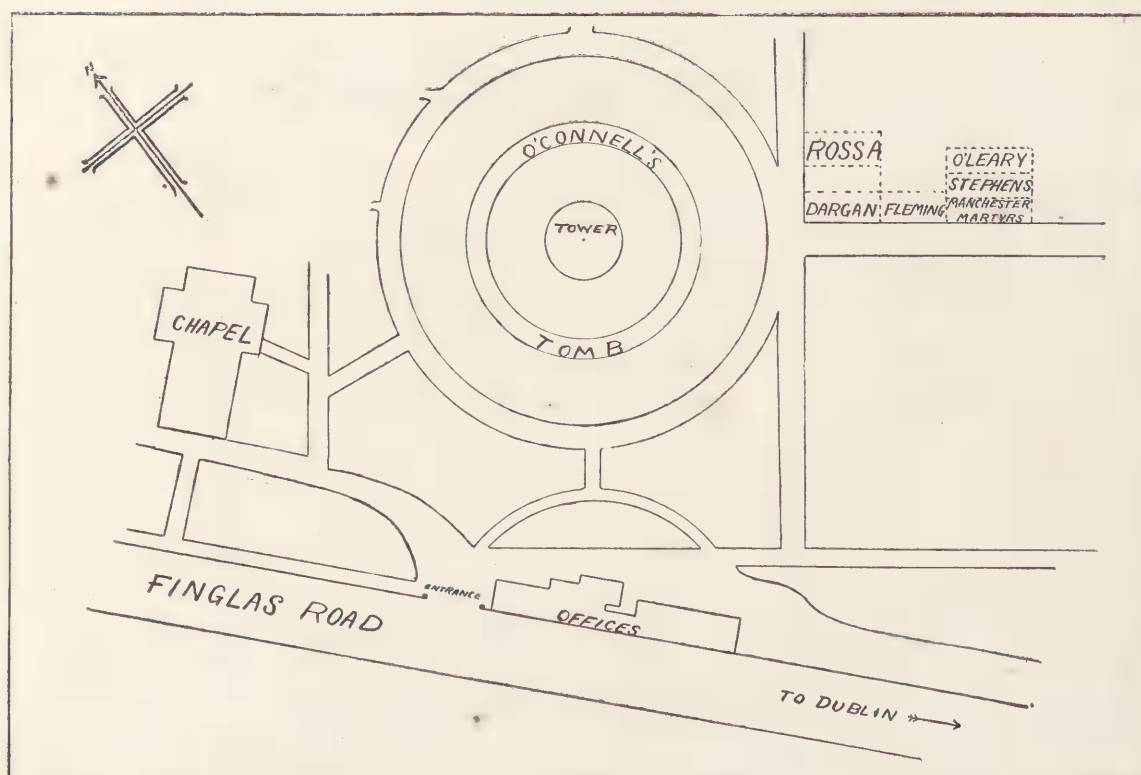 N
O'CONNELL'S
TOWER
TOMB
ROSSA
O'LEARY
STEPHENS
DARGAN FLEMING MANCHESTER
MARTYRS
CHAPEL
ENTRANCE
OFFICES
FINGLAS ROAD
TO DUBLIN